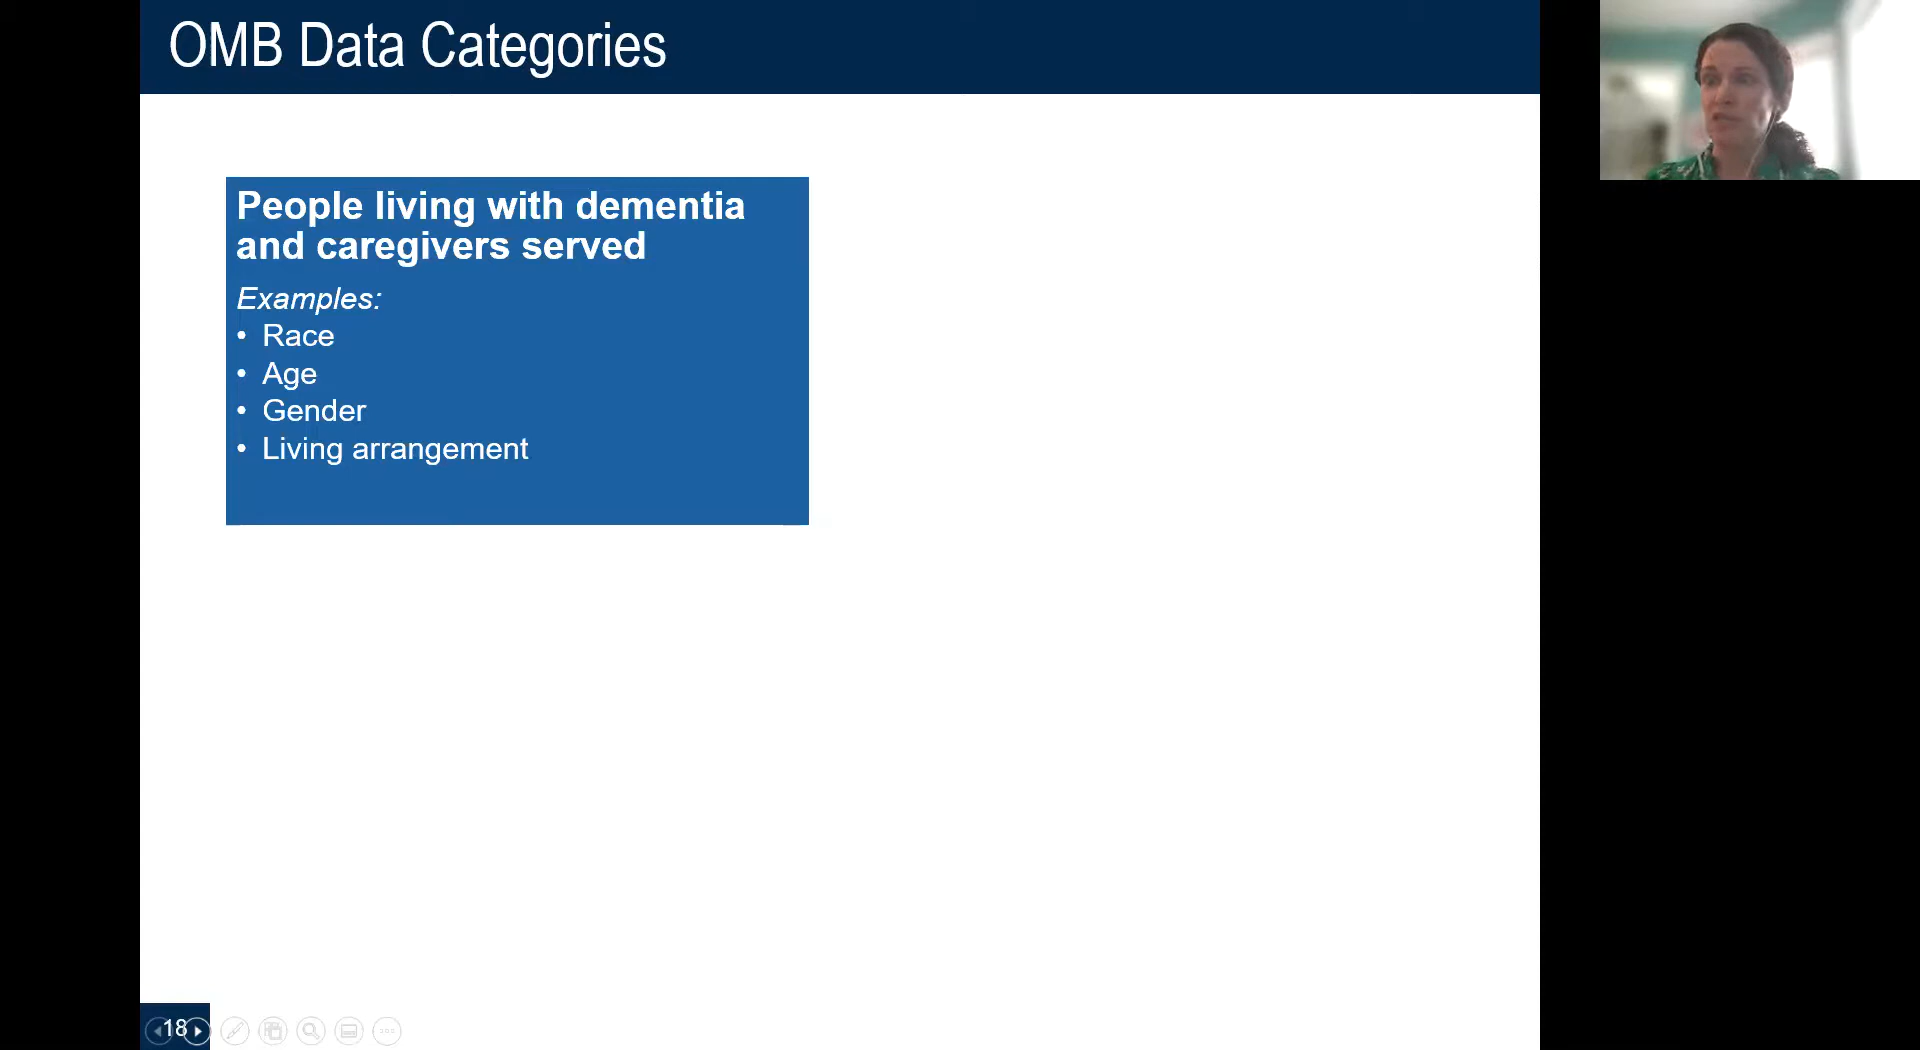 OMB Data Categories
People living with dementia
and caregivers served
Examples:
• Race
• Age
• Gender
• Living arrangement
18